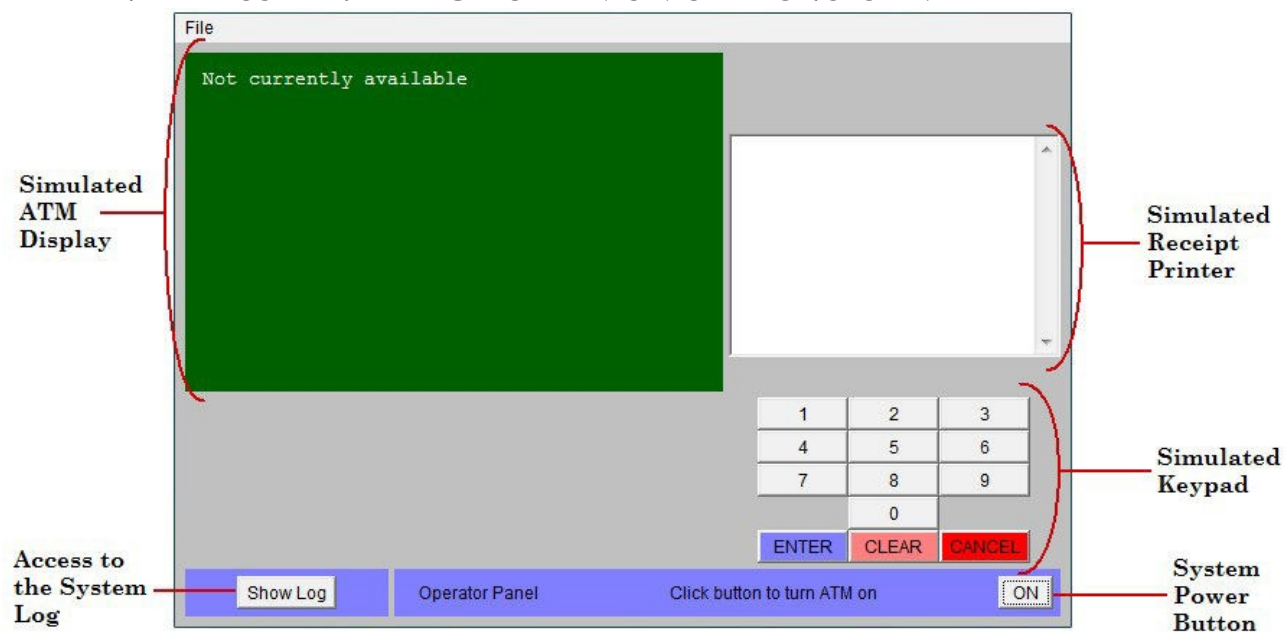 File
Not currently available
Simulated
ATM
Display
Simulated
Receipt
Printer
1 2 3
4 5 6
7 8 9
0
ENTER CLEAR CANCEL
Simulated
Keypad
Access to
the System
Log
Show Log
Operator Panel
Click button to turn ATM on
ON
System
Power
Button